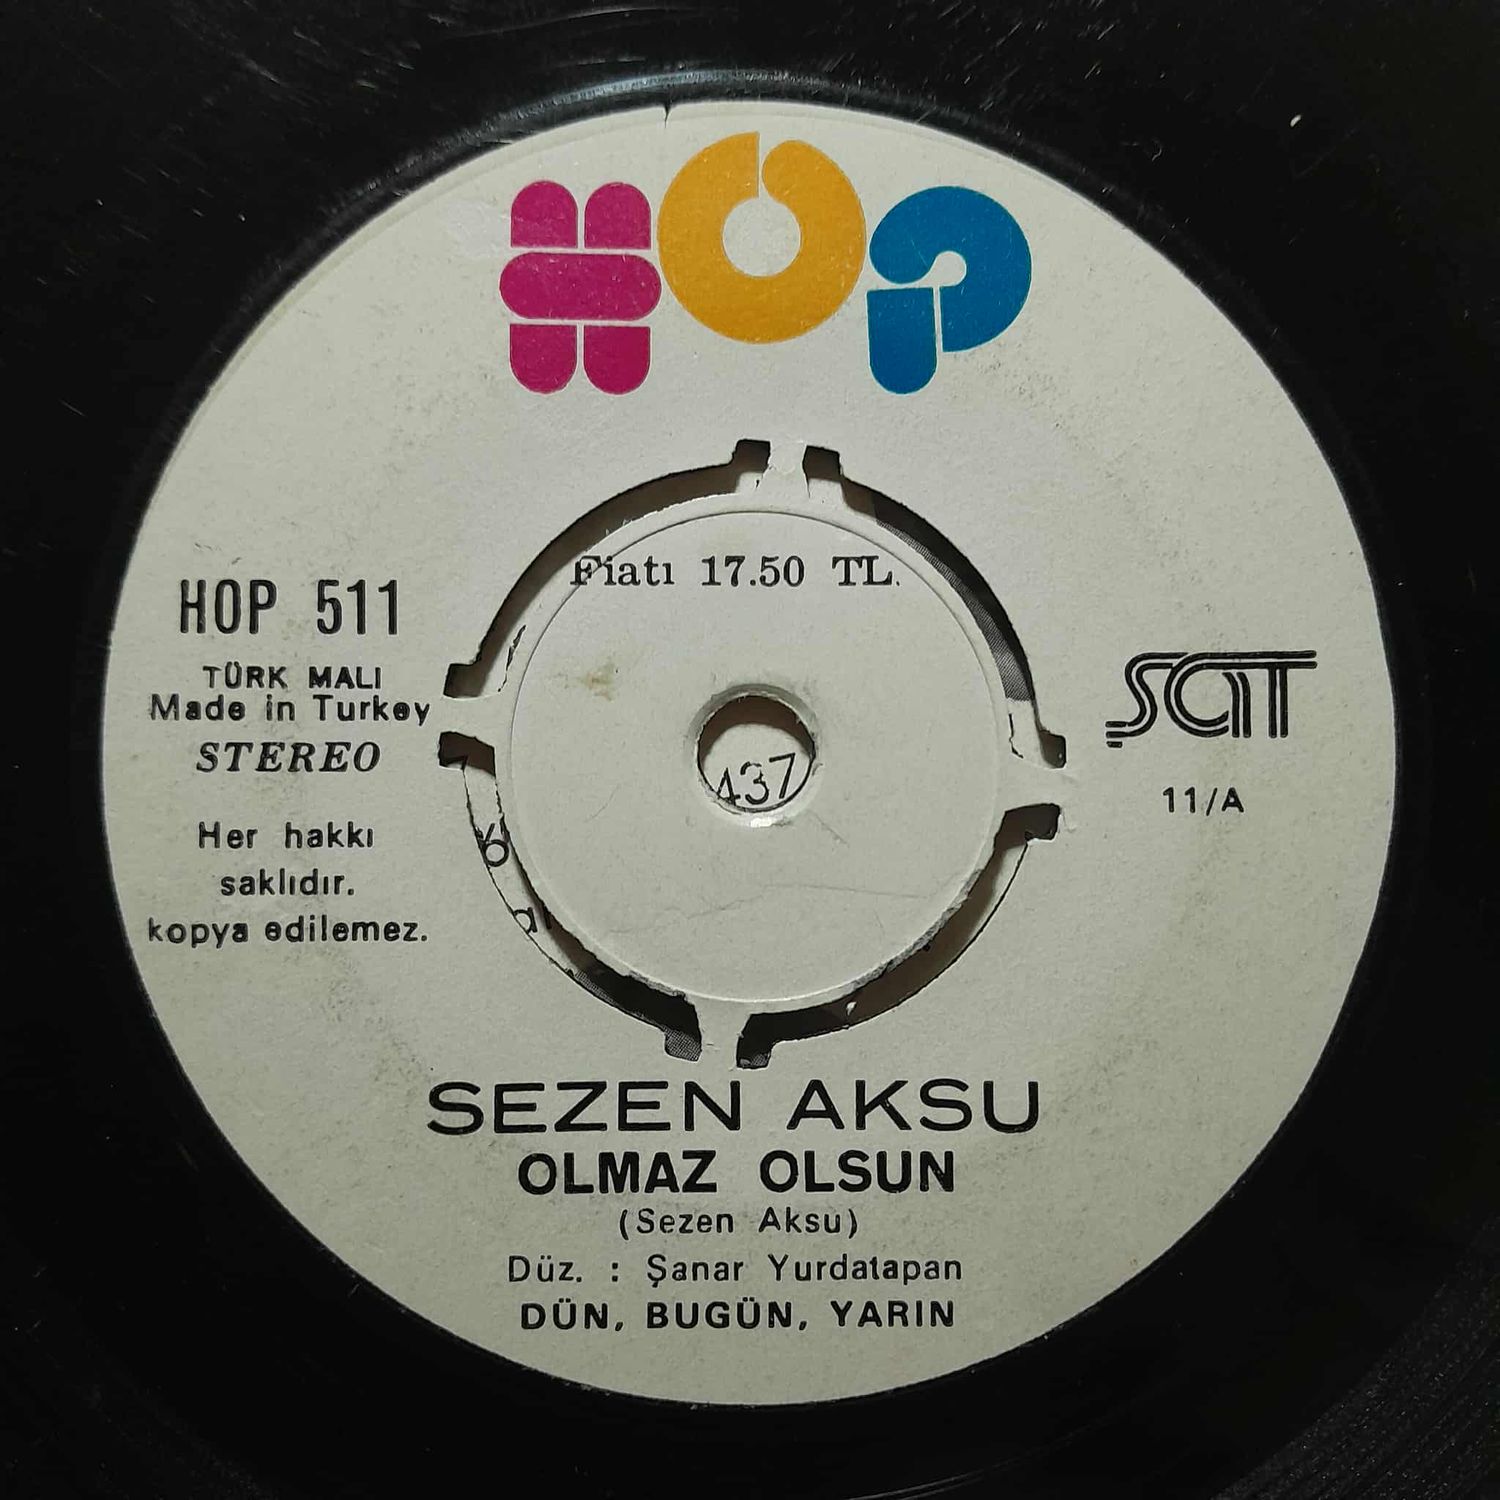 HOP
Fiatı 17.50 TL.
HOP 511
TÜRK MALI
Made in Turkey
STEREO
Her hakkı
saklıdır.
kopya edilemez.
ŞAT
11/A
437
SEZEN AKSU
OLMAZ OLSUN
(Sezen Aksu)
Düz. : Şanar Yurdatapan
DÜN, BUGÜN, YARIN